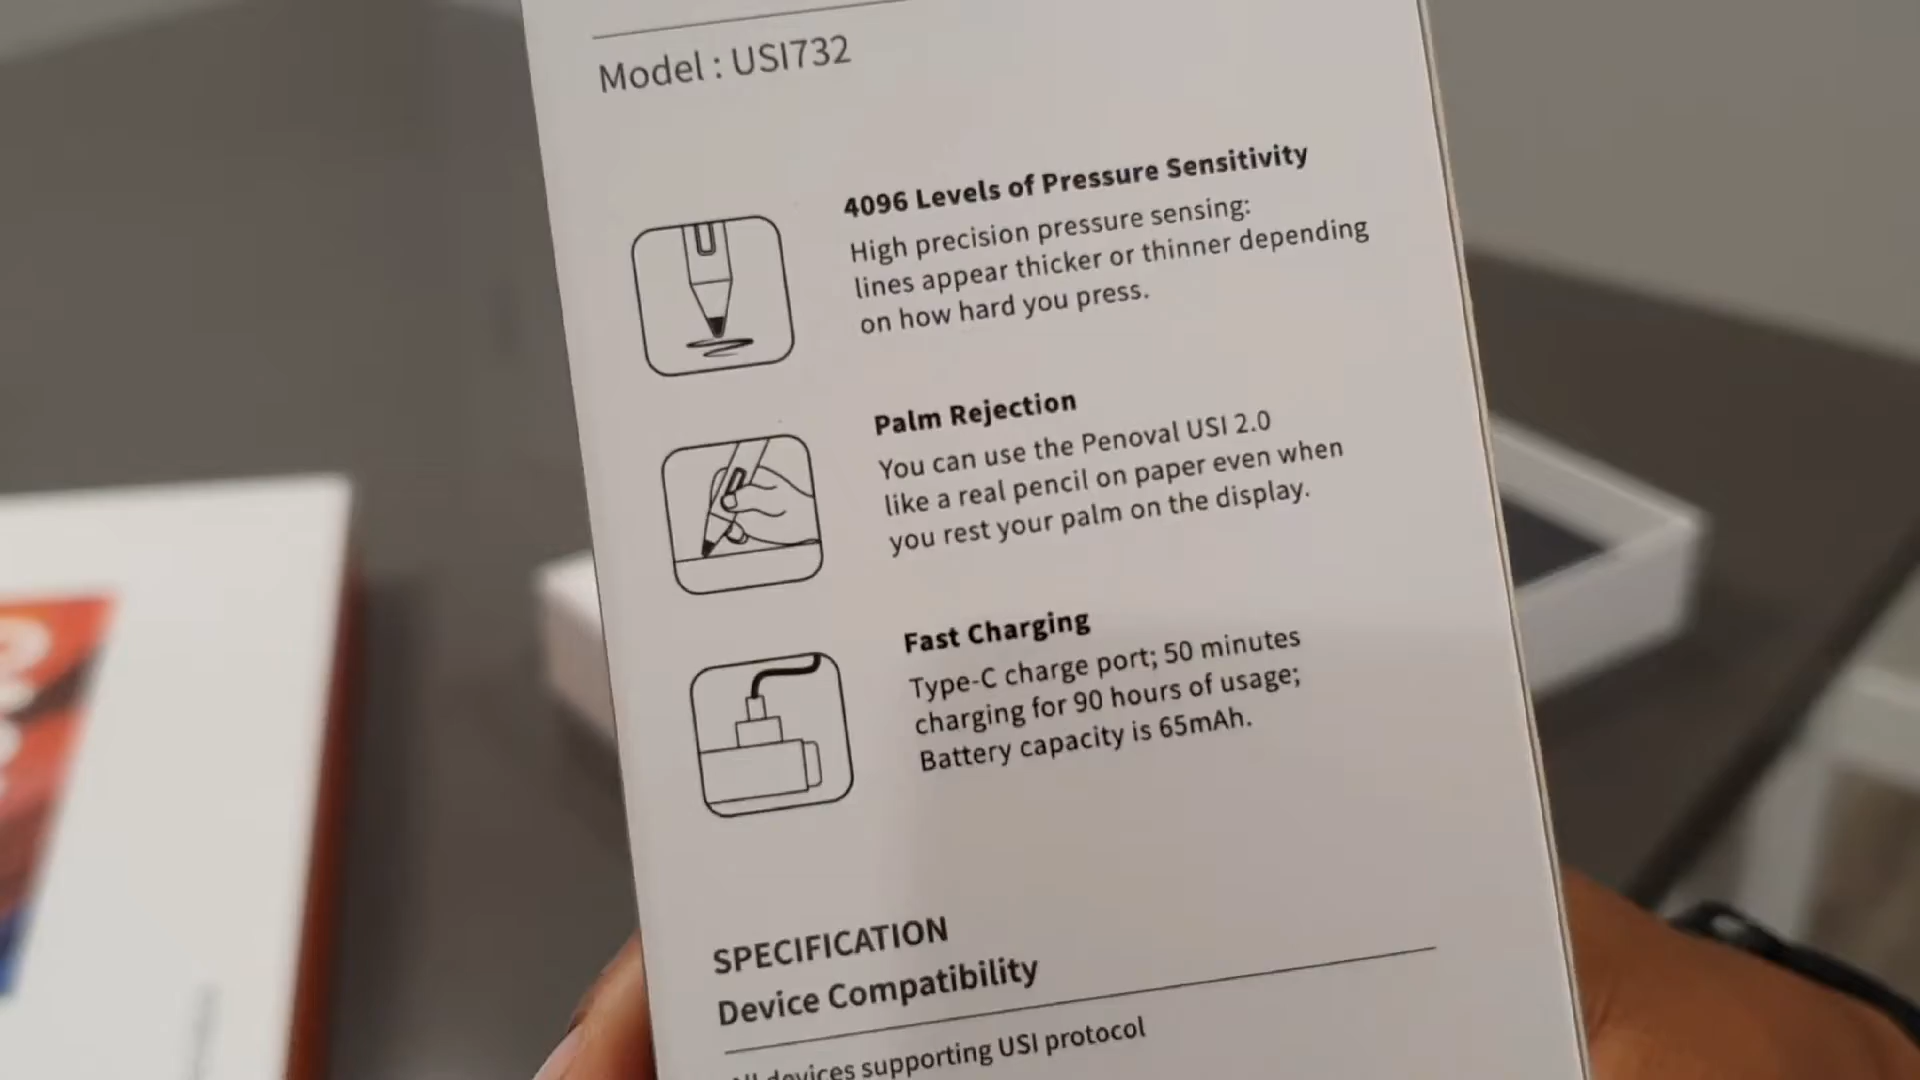 Model : USI732
4096 Levels of Pressure Sensitivity
High precision pressure sensing:
lines appear thicker or thinner depending
on how hard you press.
Palm Rejection
You can use the Penoval USI 2.0
like a real pencil on paper even when
you rest your palm on the display.
Fast Charging
Type-C charge port; 50 minutes
charging for 90 hours of usage;
Battery capacity is 65mAh.
SPECIFICATION
Device Compatibility
devices supporting USI protocol